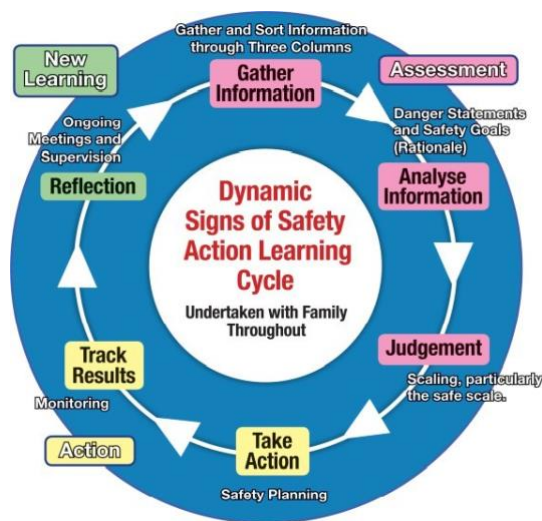 Gather and Sort Information
through Three Columns
New
Learning
Gather
Information
Assessment
Ongoing
Meetings and
Supervision
Reflection
Danger Statements
and Safety Goals
(Rationale)
Analyse
Information
Dynamic
Signs of Safety
Action Learning
Cycle
Undertaken with Family
Throughout
Judgement
Scaling, particularly
the safe scale.
Track
Results
Monitoring
Action
Take
Action
Safety Planning